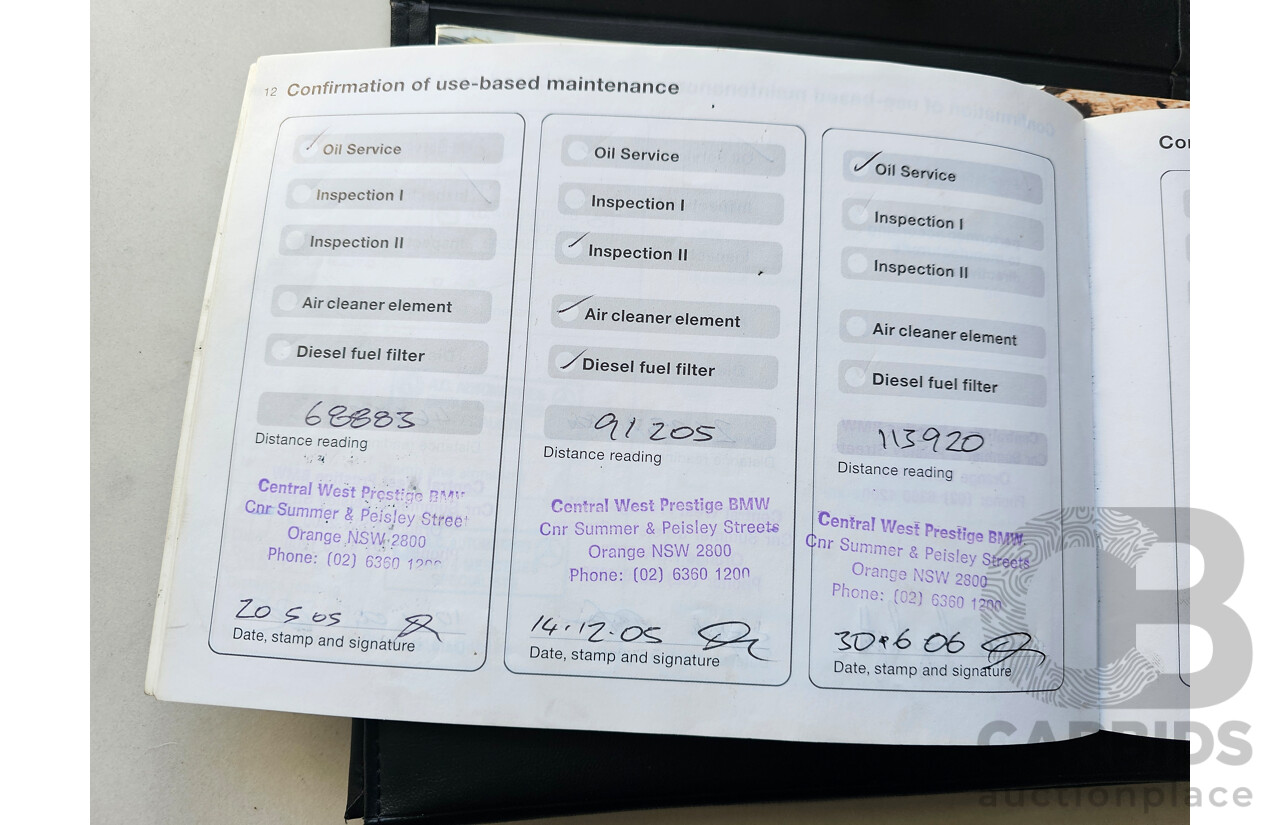 12 Confirmation of use-based maintenance
Oil Service
Inspection I
Inspection II
Air cleaner element
Diesel fuel filter
68883
Distance reading
Central West Prestige BMW
Cnr Summer & Peisley Street
Orange NSW 2800
Phone: (02) 6360 1200
20 5 05
Date, stamp and signature
Oil Service
Inspection I
Inspection II
Air cleaner element
Diesel fuel filter
91205
Distance reading
Central West Prestige BMW
Cnr Summer & Peisley Streets
Orange NSW 2800
Phone: (02) 6360 1200
14.12.05
Date, stamp and signature
Oil Service
Inspection I
Inspection II
Air cleaner element
Diesel fuel filter
113920
Distance reading
Central West Prestige BMW
Cnr Summer & Peisley Streets
Orange NSW 2800
Phone: (02) 6360 1200
30.6 06
Date, stamp and signature
CARBIDS
auctionplace